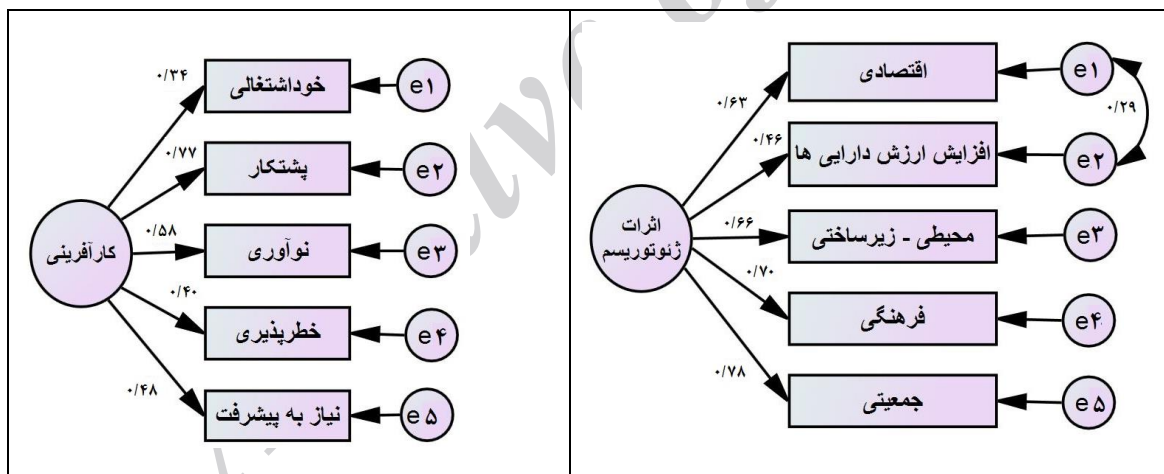 اقتصادی
e۱
۰/۶۳
۰/۲۹
افزایش ارزش دارایی ها
e۲
۰/۴۶
اثرات
ژئوتوریسم
محیطی - زیرساختی
e۳
۰/۶۶
فرهنگی
e۴
۰/۷۰
جمعیتی
e۵
۰/۷۸
خوداشتغالی
e۱
۰/۳۴
پشتکار
e۲
۰/۷۷
کارآفرینی
نوآوری
e۳
۰/۵۸
خطرپذیری
e۴
۰/۴۰
نیاز به پیشرفت
e۵
۰/۴۸